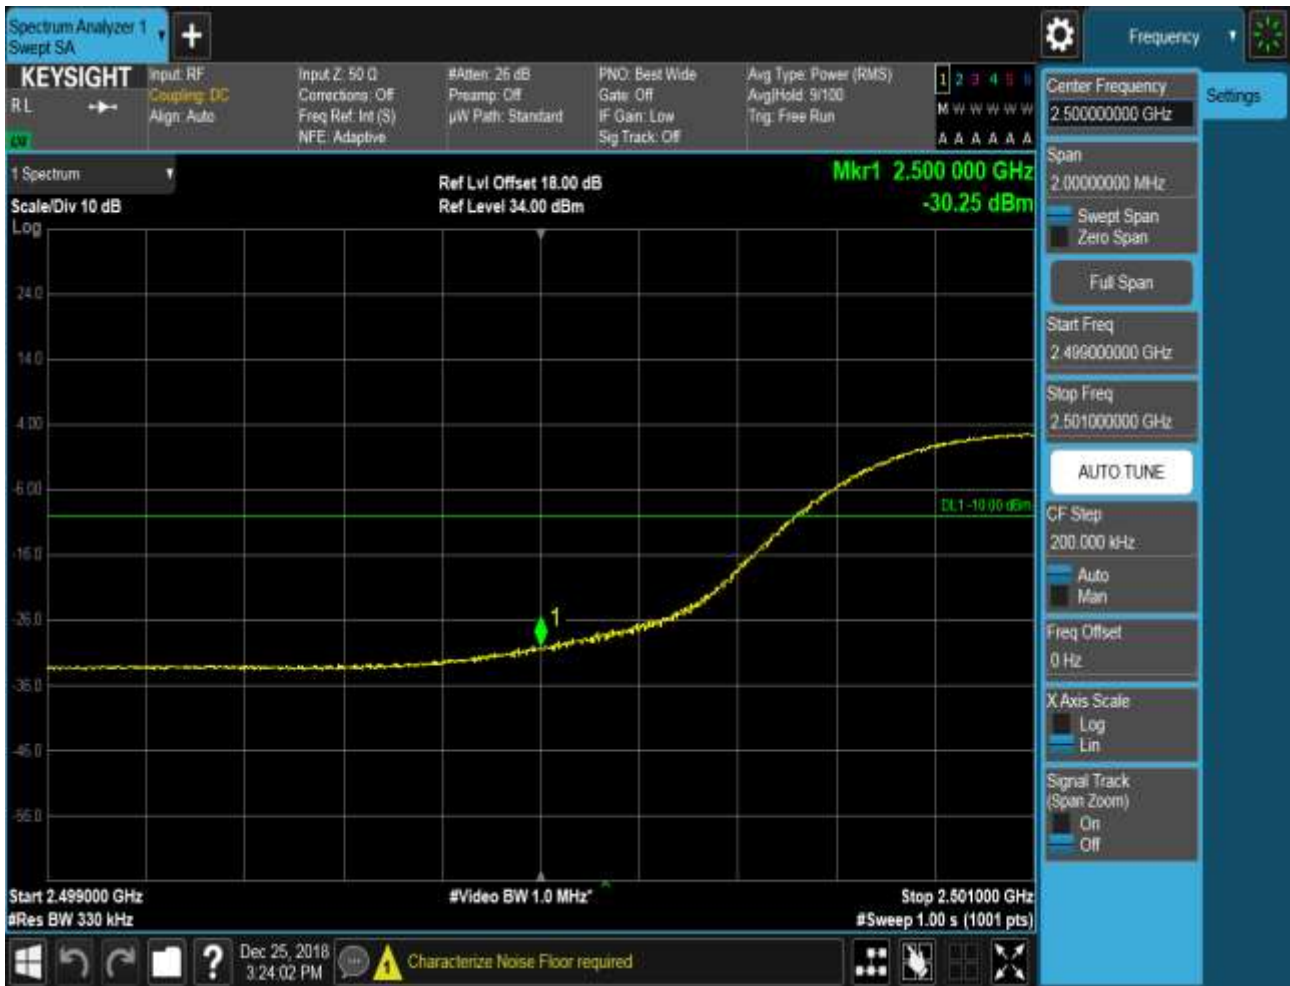 Spectrum Analyzer 1
Swept SA
+
Frequency
KEYSIGHT
Input: RF
Input Z: 50 Ω
#Atten: 26 dB
PNO: Best Wide
Avg Type: Power (RMS)
1 2 3 4 5 6
R L
Coupling: DC
Corrections: Off
Preamp: Off
Gate: Off
Avg|Hold: 9/100
M W W W W W
Align: Auto
Freq Ref: Int (S)
µW Path: Standard
IF Gain: Low
Trig: Free Run
NFE: Adaptive
Sig Track: Off
A A A A A A
1 Spectrum
Ref Lvl Offset 18.00 dB
Mkr1 2.500 000 GHz
Scale/Div 10 dB
Ref Level 34.00 dBm
-30.25 dBm
Log
24.0
14.0
4.00
-6.00
DL1 -10.00 dBm
-16.0
-26.0
1
-36.0
-46.0
-56.0
Start 2.499000 GHz
#Video BW 1.0 MHz*
Stop 2.501000 GHz
#Res BW 330 kHz
#Sweep 1.00 s (1001 pts)
Center Frequency
2.500000000 GHz
Settings
Span
2.00000000 MHz
Swept Span
Zero Span
Full Span
Start Freq
2.499000000 GHz
Stop Freq
2.501000000 GHz
AUTO TUNE
CF Step
200.000 kHz
Auto
Man
Freq Offset
0 Hz
X Axis Scale
Log
Lin
Signal Track
(Span Zoom)
On
Off
?
Dec 25, 2018
3:24:02 PM
1
Characterize Noise Floor required